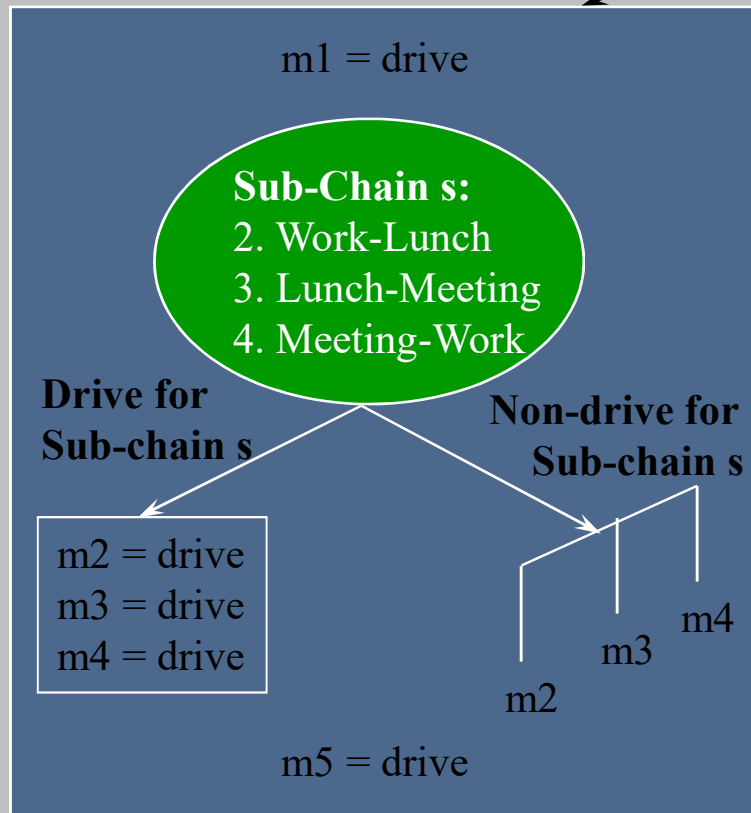 m1 = drive
Sub-Chain s:
2. Work-Lunch
3. Lunch-Meeting
4. Meeting-Work
Drive for
Sub-chain s
Non-drive for
Sub-chain s
m2 = drive
m3 = drive
m4 = drive
m2
m3
m4
m5 = drive